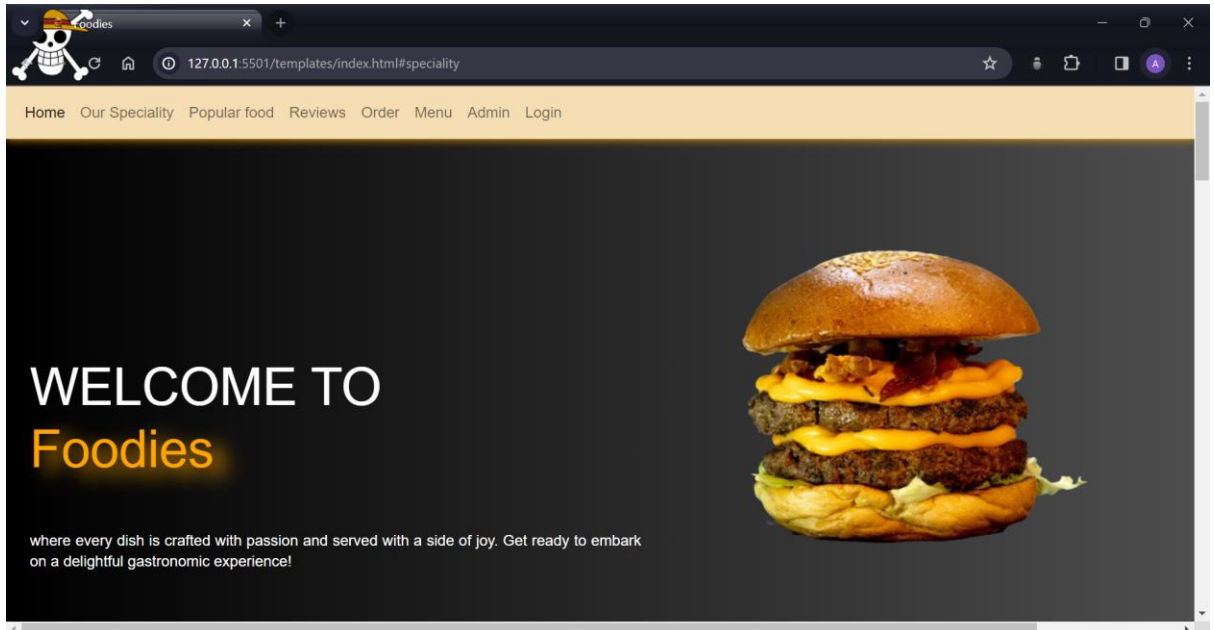 Foodies
127.0.0.1:5501/templates/index.html#speciality
A
Home Our Speciality Popular food Reviews Order Menu Admin Login
WELCOME TO
Foodies
where every dish is crafted with passion and served with a side of joy. Get ready to embark
on a delightful gastronomic experience!